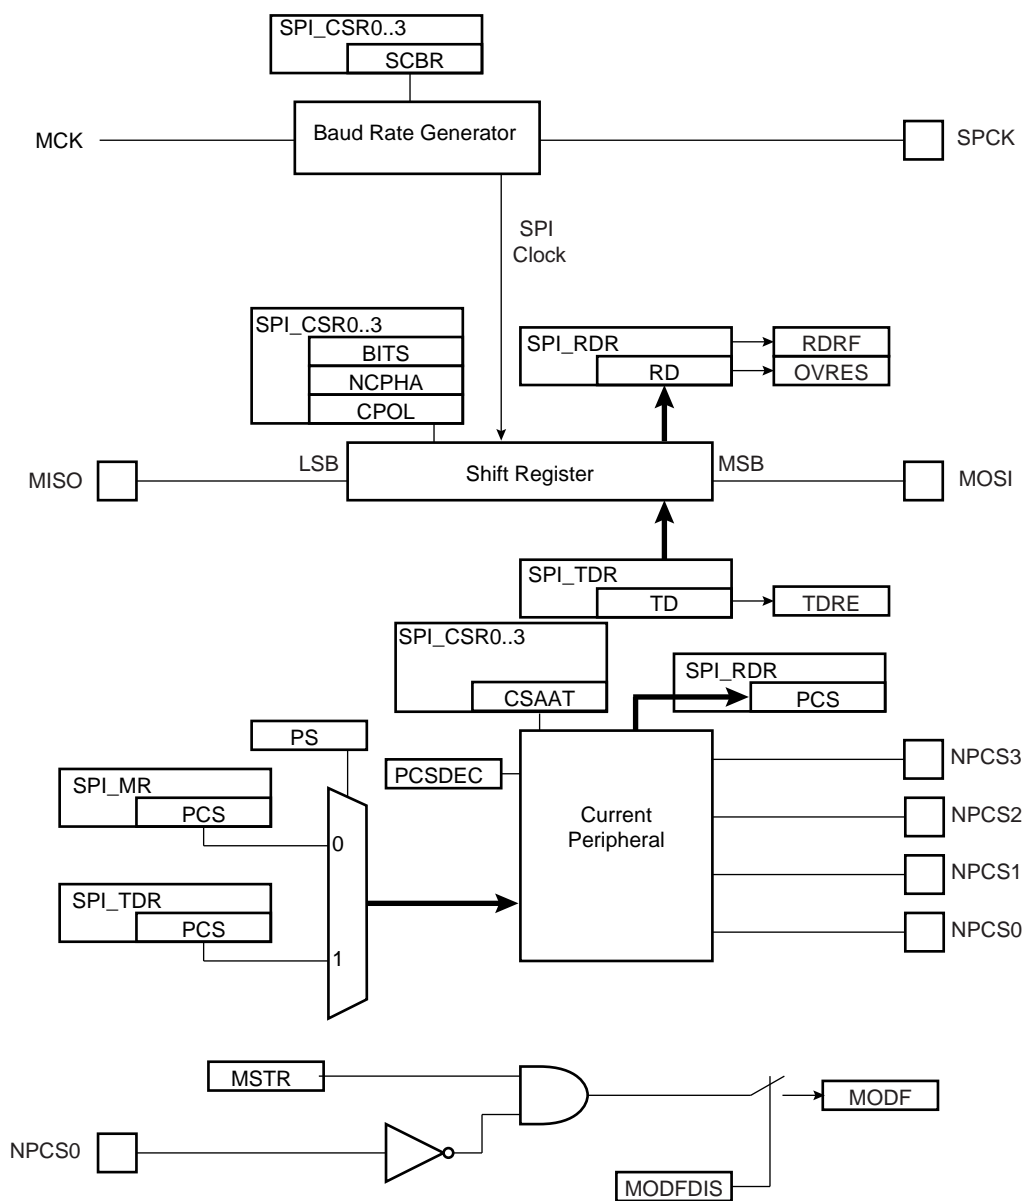 SPI_CSR0..3
SCBR
MCK
Baud Rate Generator
SPCK
SPI
Clock
SPI_CSR0..3
BITS
NCPHA
CPOL
SPI_RDR
RD
RDRF
OVRES
MISO
LSB
Shift Register
MSB
MOSI
SPI_TDR
TD
TDRE
SPI_CSR0..3
CSAAT
SPI_RDR
PCS
PS
PCSDEC
SPI_MR
PCS
0
Current
Peripheral
NPCS3
NPCS2
NPCS1
NPCS0
SPI_TDR
PCS
1
MSTR
MODF
NPCS0
MODFDIS